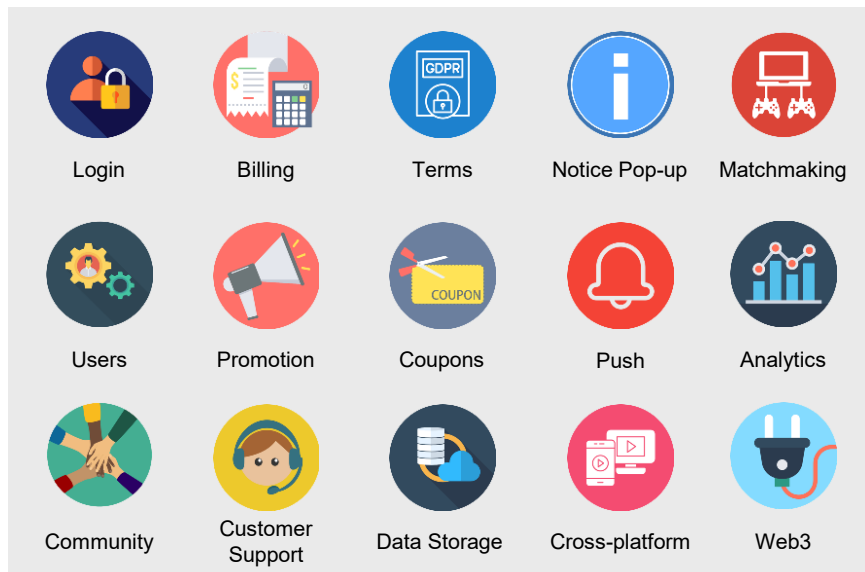 GDPR
Login
Billing
Terms
Notice Pop-up
Matchmaking
$
COUPON
Users
Promotion
Coupons
Push
Analytics
Community
Customer
Support
Data Storage
Cross-platform
Web3